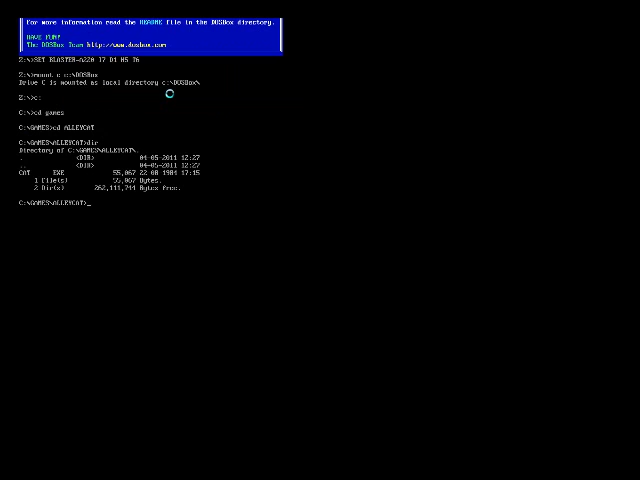 For more information read the README file in the DOSBox directory.
HAVE FUN!
The DOSBox Team http://www.dosbox.com
Z:\>SET BLASTER=A220 I7 D1 H5 T6
Z:\>mount c c:\DOSBox
Drive C is mounted as local directory c:\DOSBox\
Z:\>c:
C:\>cd games
C:\GAMES>cd ALLEYCAT
C:\GAMES\ALLEYCAT>dir
Directory of C:\GAMES\ALLEYCAT\.
. <DIR> 04-05-2011 12:27
.. <DIR> 04-05-2011 12:27
CAT EXE 55,067 22-08-1984 17:15
1 File(s) 55,067 Bytes.
2 Dir(s) 262,111,744 Bytes free.
C:\GAMES\ALLEYCAT>_